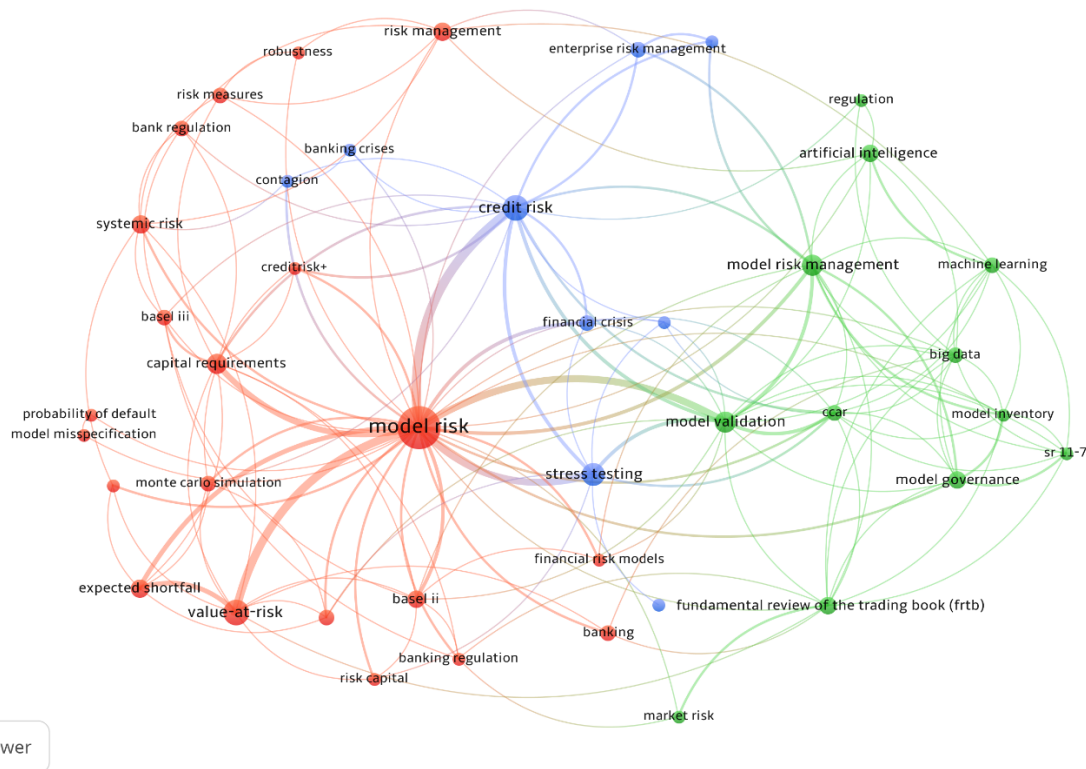 risk management
enterprise risk management
robustness
risk measures
regulation
bank regulation
artificial intelligence
banking crises
contagion
credit risk
systemic risk
creditrisk+
model risk management
machine learning
basel iii
financial crisis
capital requirements
big data
probability of default
model risk
model validation
ccar
model inventory
model misspecification
sr 11-7
stress testing
monte carlo simulation
model governance
financial risk models
expected shortfall
value-at-risk
basel ii
fundamental review of the trading book (frtb)
banking
banking regulation
risk capital
market risk
wer